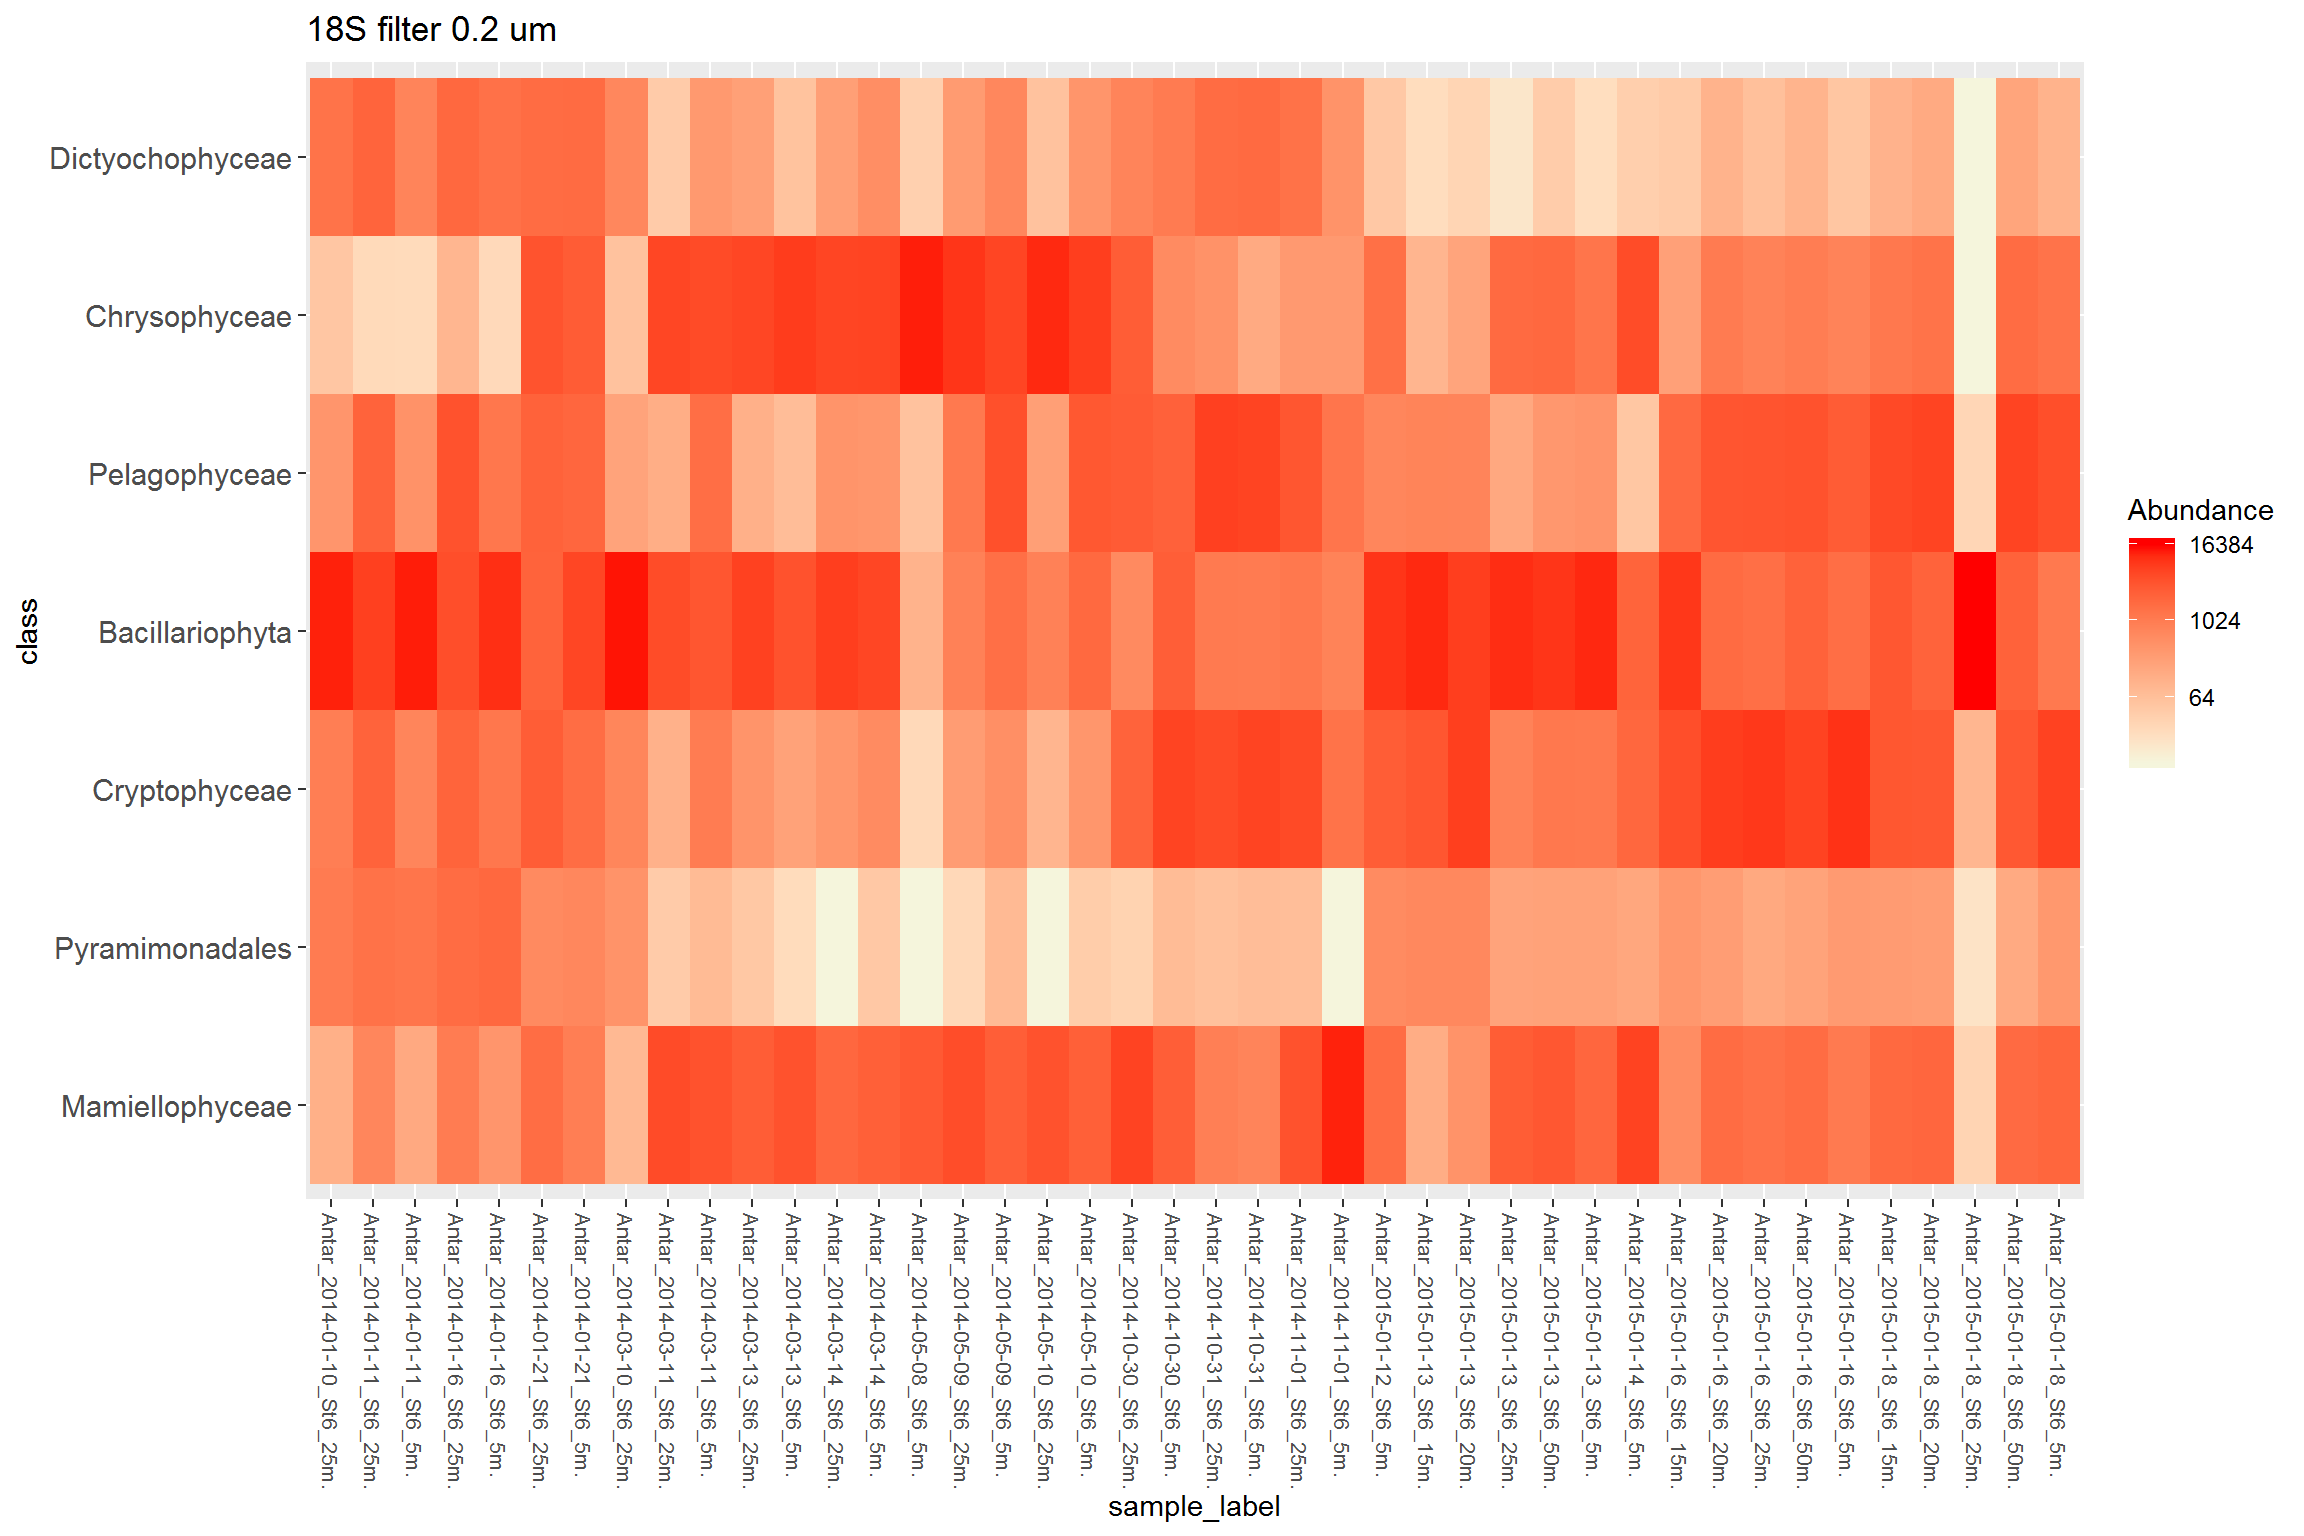 18S filter 0.2 um
class
Dictyochophyceae
Chrysophyceae
Pelagophyceae
Bacillariophyta
Cryptophyceae
Pyramimonadales
Mamiellophyceae
Abundance
16384
1024
64
Antar_2014-01-10_St6_25m.
Antar_2014-01-11_St6_25m.
Antar_2014-01-11_St6_5m.
Antar_2014-01-16_St6_25m.
Antar_2014-01-16_St6_5m.
Antar_2014-01-21_St6_25m.
Antar_2014-01-21_St6_5m.
Antar_2014-03-10_St6_25m.
Antar_2014-03-11_St6_25m.
Antar_2014-03-11_St6_5m.
Antar_2014-03-13_St6_25m.
Antar_2014-03-13_St6_5m.
Antar_2014-03-14_St6_25m.
Antar_2014-03-14_St6_5m.
Antar_2014-05-08_St6_5m.
Antar_2014-05-09_St6_25m.
Antar_2014-05-09_St6_5m.
Antar_2014-05-10_St6_25m.
Antar_2014-05-10_St6_5m.
Antar_2014-10-30_St6_25m.
Antar_2014-10-30_St6_5m.
Antar_2014-10-31_St6_25m.
Antar_2014-10-31_St6_5m.
Antar_2014-11-01_St6_25m.
Antar_2014-11-01_St6_5m.
Antar_2015-01-12_St6_5m.
Antar_2015-01-13_St6_15m.
Antar_2015-01-13_St6_20m.
Antar_2015-01-13_St6_25m.
Antar_2015-01-13_St6_50m.
Antar_2015-01-13_St6_5m.
Antar_2015-01-14_St6_5m.
Antar_2015-01-16_St6_15m.
Antar_2015-01-16_St6_20m.
Antar_2015-01-16_St6_25m.
Antar_2015-01-16_St6_50m.
Antar_2015-01-16_St6_5m.
Antar_2015-01-18_St6_15m.
Antar_2015-01-18_St6_20m.
Antar_2015-01-18_St6_25m.
Antar_2015-01-18_St6_50m.
Antar_2015-01-18_St6_5m.
sample_label